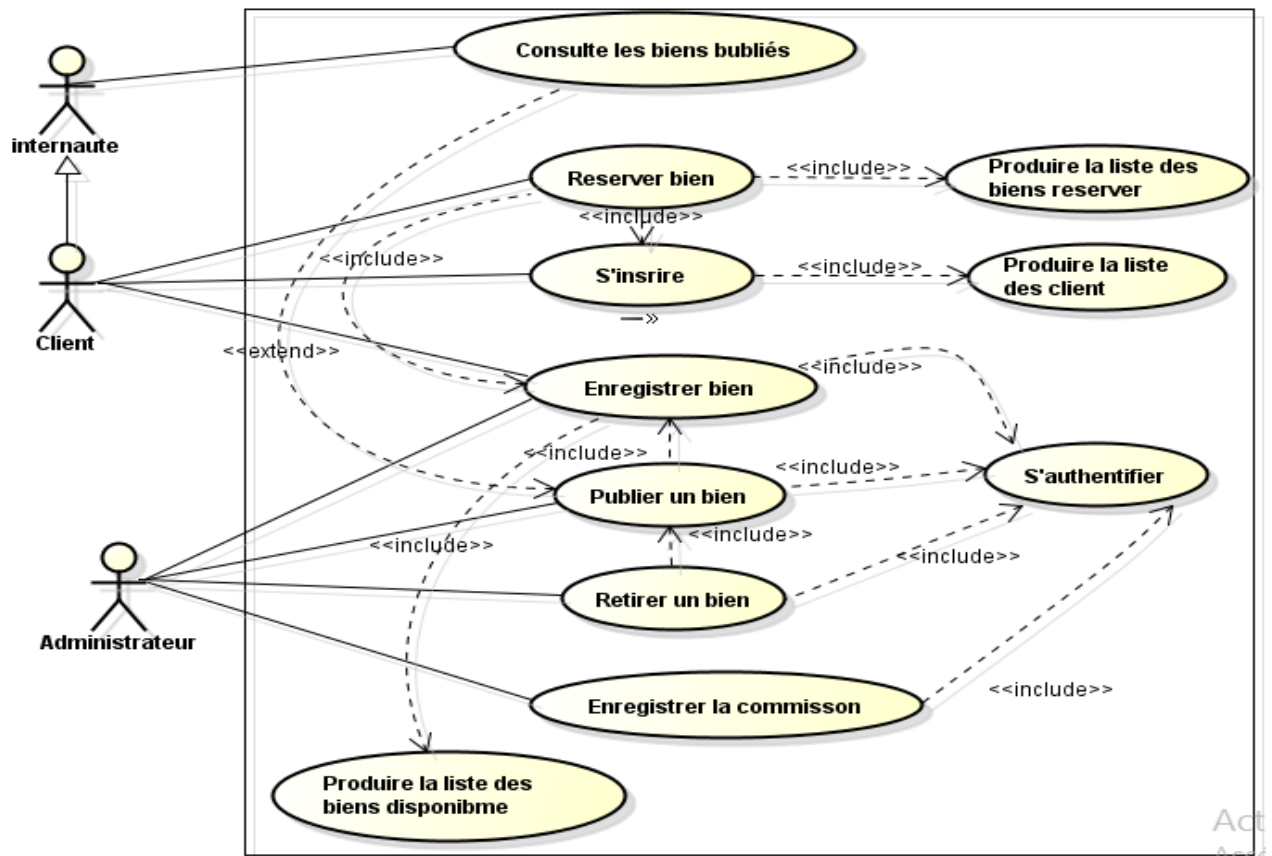 Consulte les biens bubliés
internaute
Reserver bien
<<include>>
Produire la liste des
biens reserver
<<include>>
<<include>>
S'insrire
<<include>>
Produire la liste
des client
Client
<<extend>>
Enregistrer bien
<<include>>
<<include>>
Publier un bien
<<include>>
S'authentifier
<<include>>
<<include>>
<<include>>
Retirer un bien
Administrateur
Enregistrer la commisson
<<include>>
Produire la liste des
biens disponibme
Act